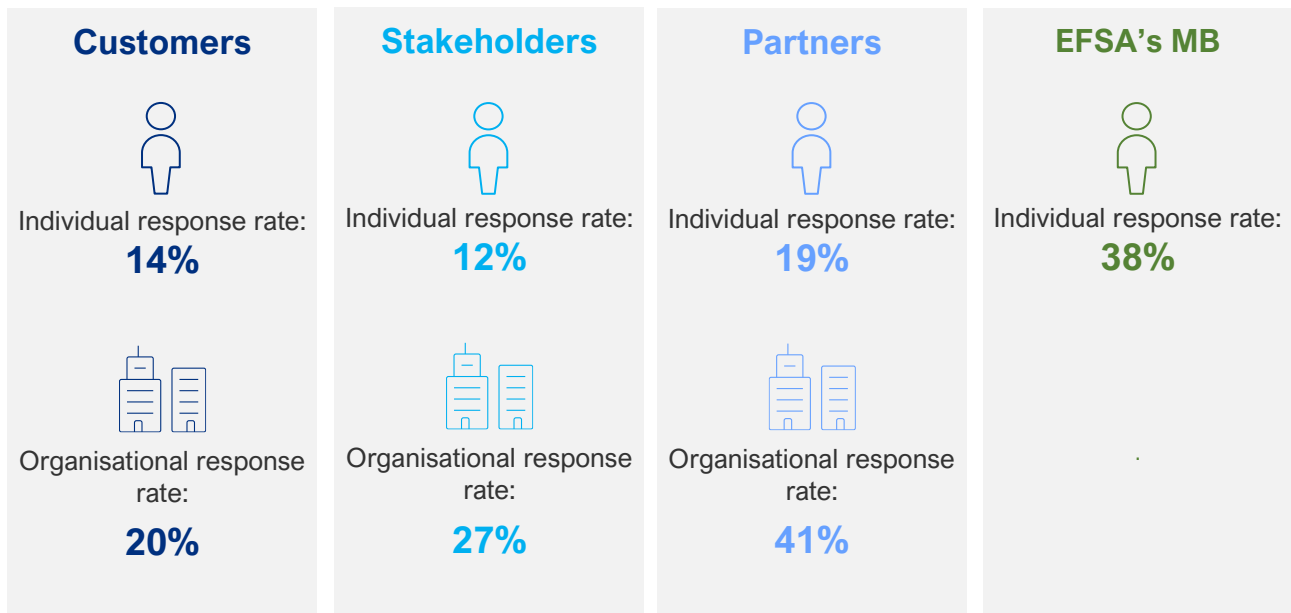 Customers
Individual response rate:
14%
Organisational response
rate:
20%
Stakeholders
Individual response rate:
12%
Organisational response
rate:
27%
Partners
Individual response rate:
19%
Organisational response
rate:
41%
EFSA’s MB
Individual response rate:
38%
.